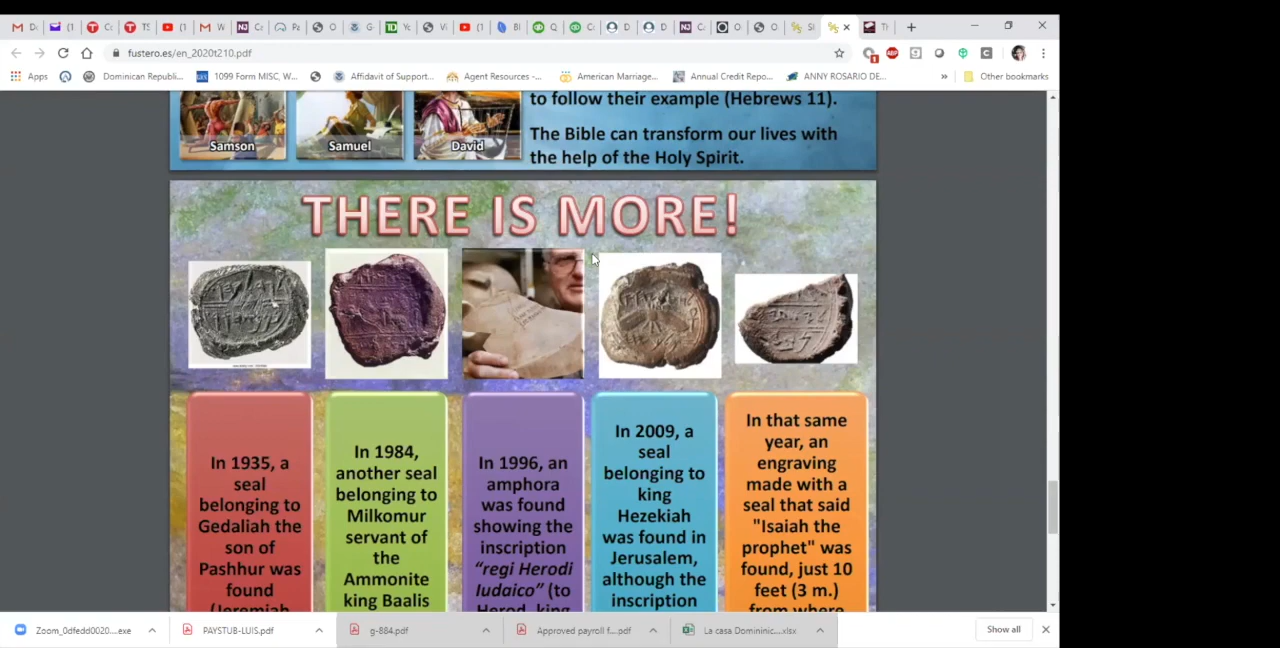 fustero.es/en_2020t210.pdf
Apps
Dominican Republi...
1099 Form MISC, W...
Affidavit of Support...
Agent Resources -...
American Marriage...
Annual Credit Repo...
ANNY ROSARIO DE...
»
Other bookmarks
to follow their example (Hebrews 11).
The Bible can transform our lives with
the help of the Holy Spirit.
Samson
Samuel
David
THERE IS MORE!
In 1935, a
seal
belonging to
Gedaliah the
son of
Pashhur was
found
(Jeremiah
In 1984,
another seal
belonging to
Milkomur
servant of
the
Ammonite
king Baalis
In 1996, an
amphora
was found
showing the
inscription
“regi Herodi
Iudaico” (to
Herod, king
In 2009, a
seal
belonging to
king
Hezekiah
was found in
Jerusalem,
although the
inscription
In that same
year, an
engraving
made with a
seal that said
"Isaiah the
prophet" was
found, just 10
feet (3 m.)
from where
Zoom_0dfedd0020....exe
PAYSTUB-LUIS.pdf
g-884.pdf
Approved payroll f....pdf
La casa Domininic....xlsx
Show all